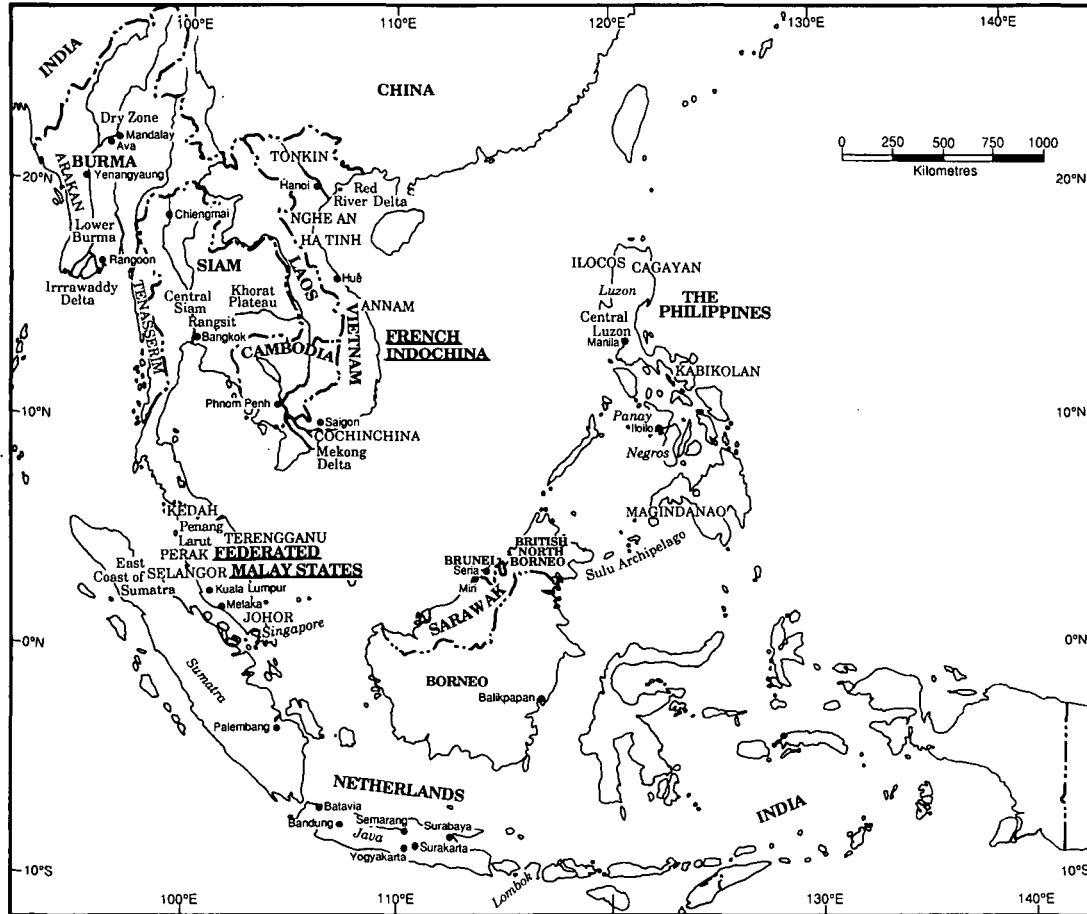 100°E
110°E
120°E
130°E
140°E
INDIA
CHINA
Dry Zone
Mandalay
Ava
BURMA
Yenangyaung
ARAKAN
TONKIN
Hanoi
Red
River Delta
0 250 500 750 1000
Kilometres
20°N
20°N
Chiengmai
NGHE AN
HA TINH
Lower
Burma
Rangoon
Irrrawaddy
Delta
SIAM
LAOS
Huê
ILOCOS
CAGAYAN
Luzon
TENASSERIM
Central
Siam
Rangsit
Bangkok
Khorat
Plateau
ANNAM
VIETNAM
CAMBODIA
FRENCH
INDOCHINA
THE
PHILIPPINES
Central
Luzon
Manila
KABIKOLAN
Phnom Penh
Saigon
COCHINCHINA
Mekong
Delta
10°N
10°N
Panay
Iloilo
Negros
KEDAH
Penang
Larut
TERENGGANU
PERAK
FEDERATED
MALAY STATES
East
Coast of
Sumatra
SELANGOR
Kuala Lumpur
Melaka
JOHOR
Singapore
MAGINDANAO
Sulu Archipelago
BRITISH
NORTH
BORNEO
BRUNEI
Seria
Miri
SARAWAK
0°N
0°N
Sumatra
BORNEO
Balikpapan
Palembang
NETHERLANDS
INDIA
Batavia
Bandung
Semarang
Surabaya
Java
Yogyakarta
Surakarta
Lombok
10°S
10°S
100°E
110°E
130°E
140°E